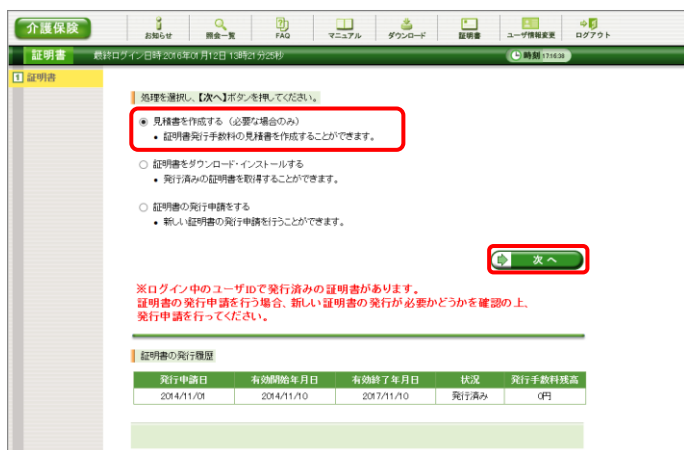 介護保険
お知らせ 照会一覧 FAQ マニュアル ダウンロード 証明書 ユーザ情報変更 ログアウト
証明書 最終ログイン日時:2016年01月12日 13時21分25秒 時刻 17:16:38
1 証明書
処理を選択し、【次へ】ボタンを押してください。
見積書を作成する（必要な場合のみ）
• 証明書発行手数料の見積書を作成することができます。
証明書をダウンロード・インストールする
• 発行済みの証明書を取得することができます。
証明書の発行申請をする
• 新しい証明書の発行申請を行うことができます。
次へ
※ログイン中のユーザIDで発行済みの証明書があります。
証明書の発行申請を行う場合、新しい証明書の発行が必要かどうかを確認の上、
発行申請を行ってください。
証明書の発行履歴
発行申請日 有効開始年月日 有効終了年月日 状況 発行手数料残高
2014/11/01 2014/11/10 2017/11/10 発行済み 0円